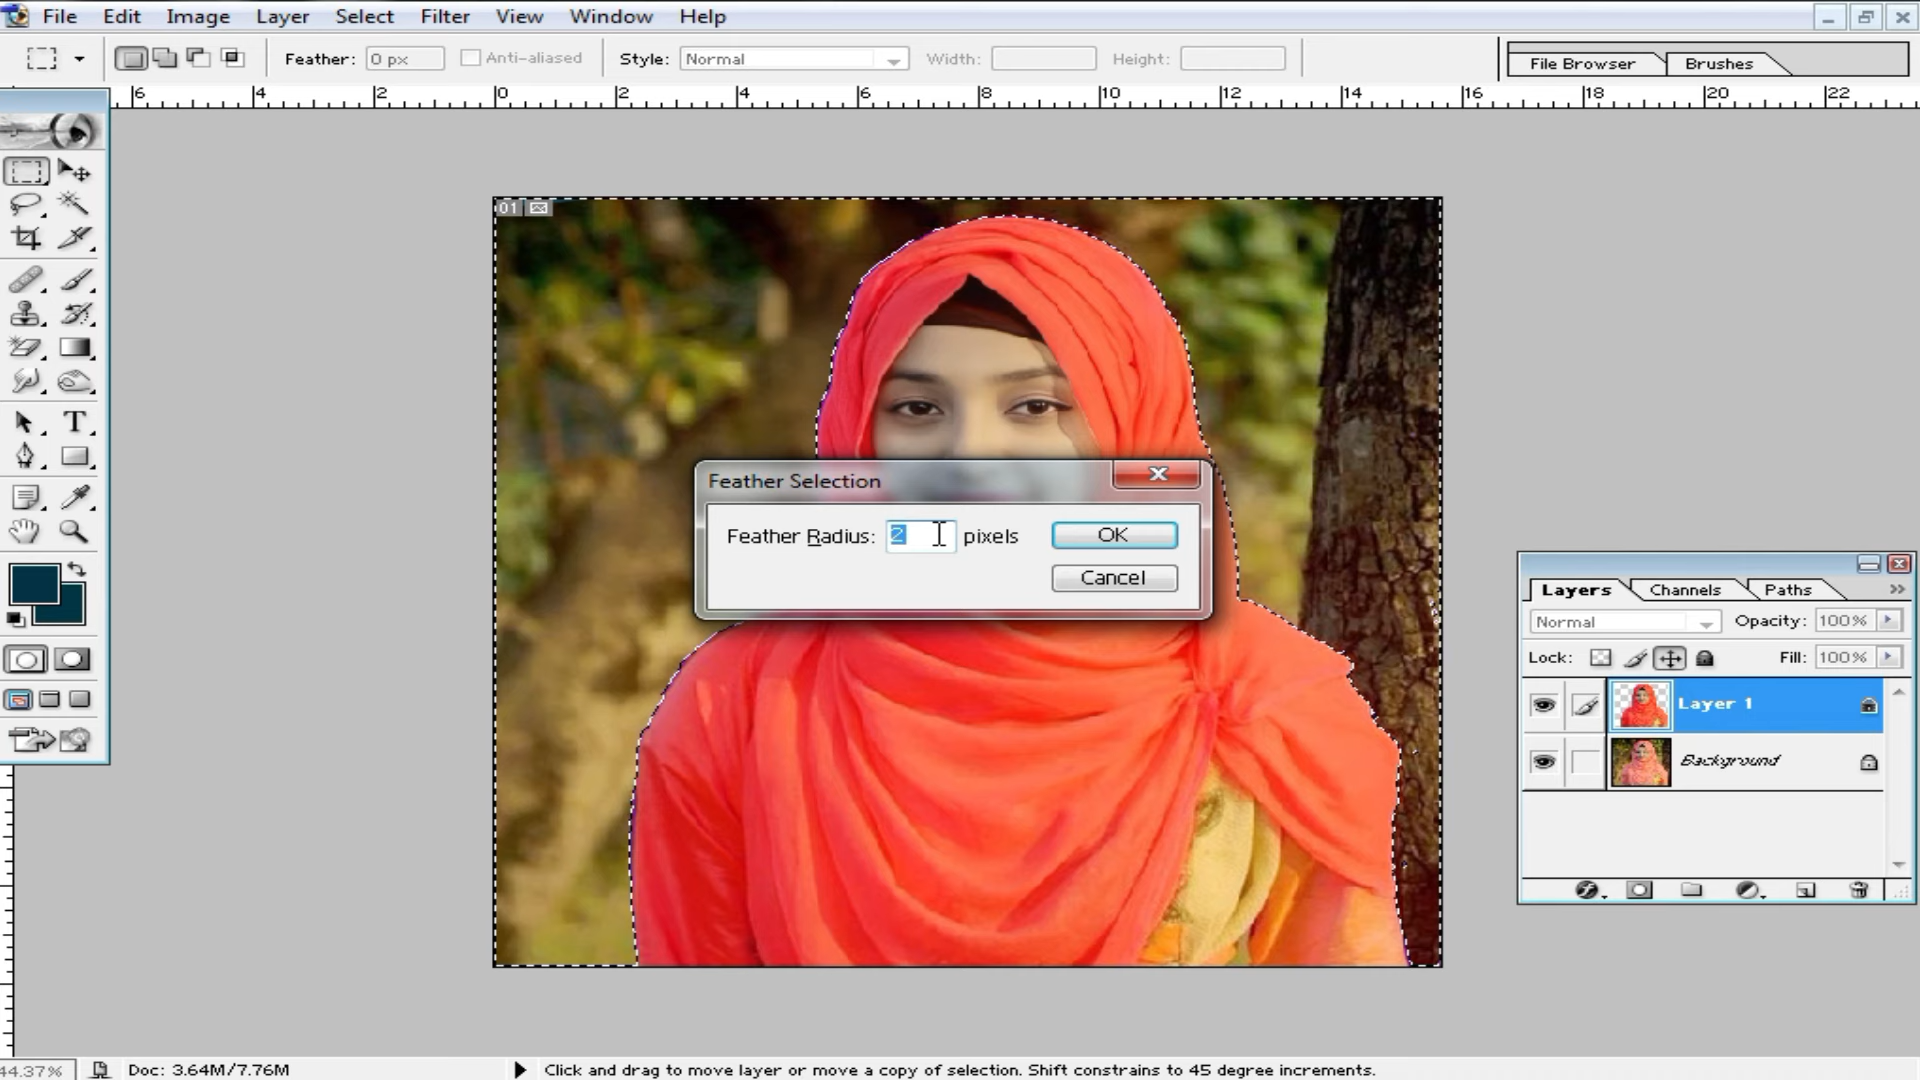 File Edit Image Layer Select Filter View Window Help
Feather: 0 px Anti-aliased Style: Normal Width: Height: File Browser Brushes
6 4 2 0 2 4 6 8 10 12 14 16 18 20 22
01
Feather Selection
Feather Radius: 2 pixels OK
Cancel
T
Layers Channels Paths
Normal Opacity: 100%
Lock: Fill: 100%
Layer 1
Background
44.37% Doc: 3.64M/7.76M Click and drag to move layer or move a copy of selection. Shift constrains to 45 degree increments.